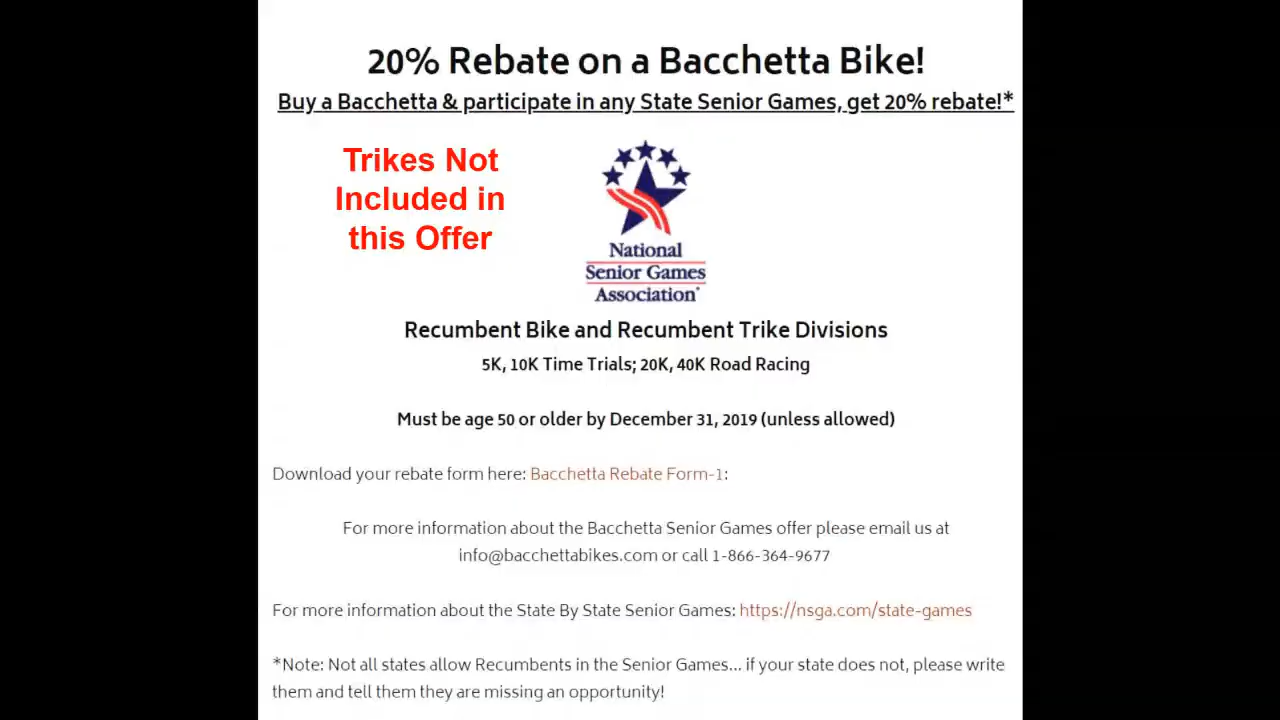 20% Rebate on a Bacchetta Bike!
Buy a Bacchetta & participate in any State Senior Games, get 20% rebate!*
Trikes Not
Included in
this Offer
National
Senior Games
Association
Recumbent Bike and Recumbent Trike Divisions
5K, 10K Time Trials; 20K, 40K Road Racing
Must be age 50 or older by December 31, 2019 (unless allowed)
Download your rebate form here: Bacchetta Rebate Form-1:
For more information about the Bacchetta Senior Games offer please email us at
info@bacchettabikes.com or call 1-866-364-9677
For more information about the State By State Senior Games: https://nsga.com/state-games
*Note: Not all states allow Recumbents in the Senior Games... if your state does not, please write
them and tell them they are missing an opportunity!